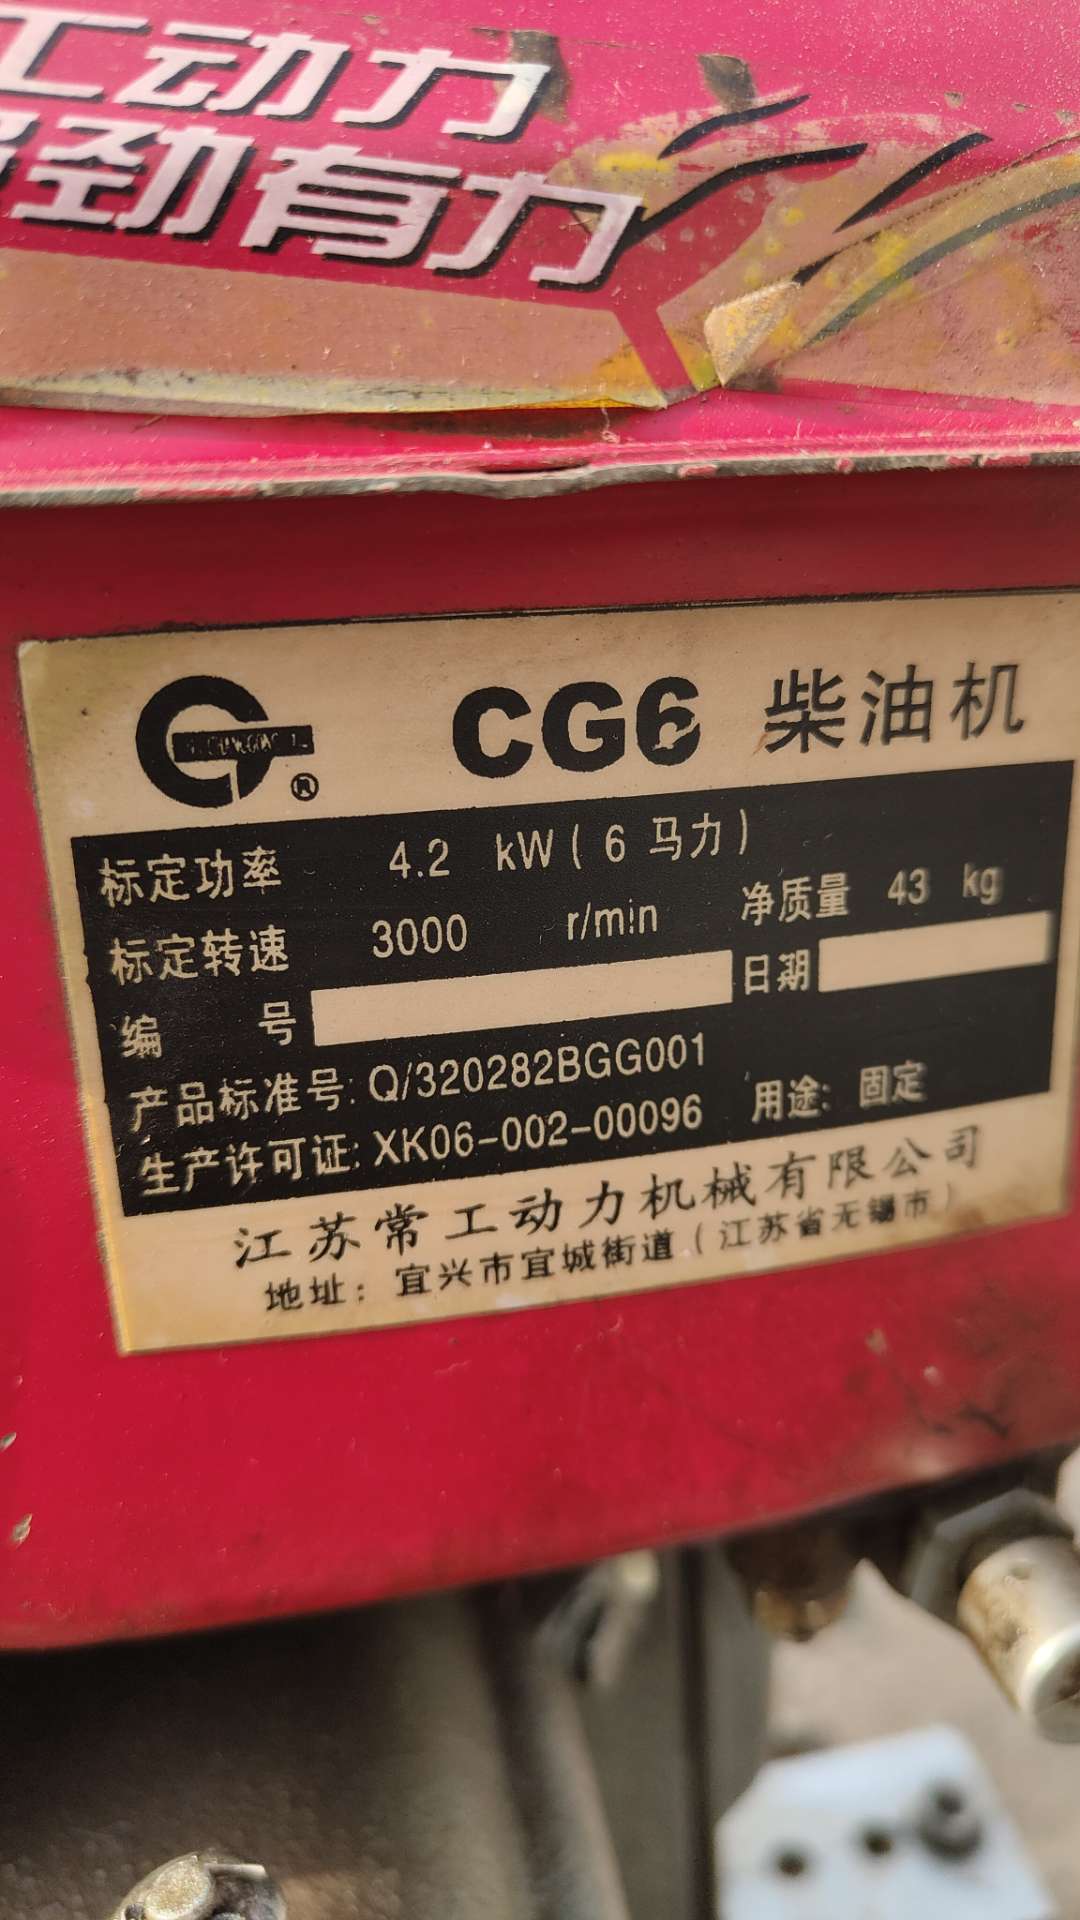 工动力
劲有力
CG6 柴油机
标定功率 4.2 kW(6 马力)
标定转速 3000 r/min 净质量 43 kg
编 号 日期
产品标准号: Q/320282BGG001
生产许可证: XK06-002-00096 用途: 固定
江苏常工动力机械有限公司
地址: 宜兴市宜城街道(江苏省无锡市)